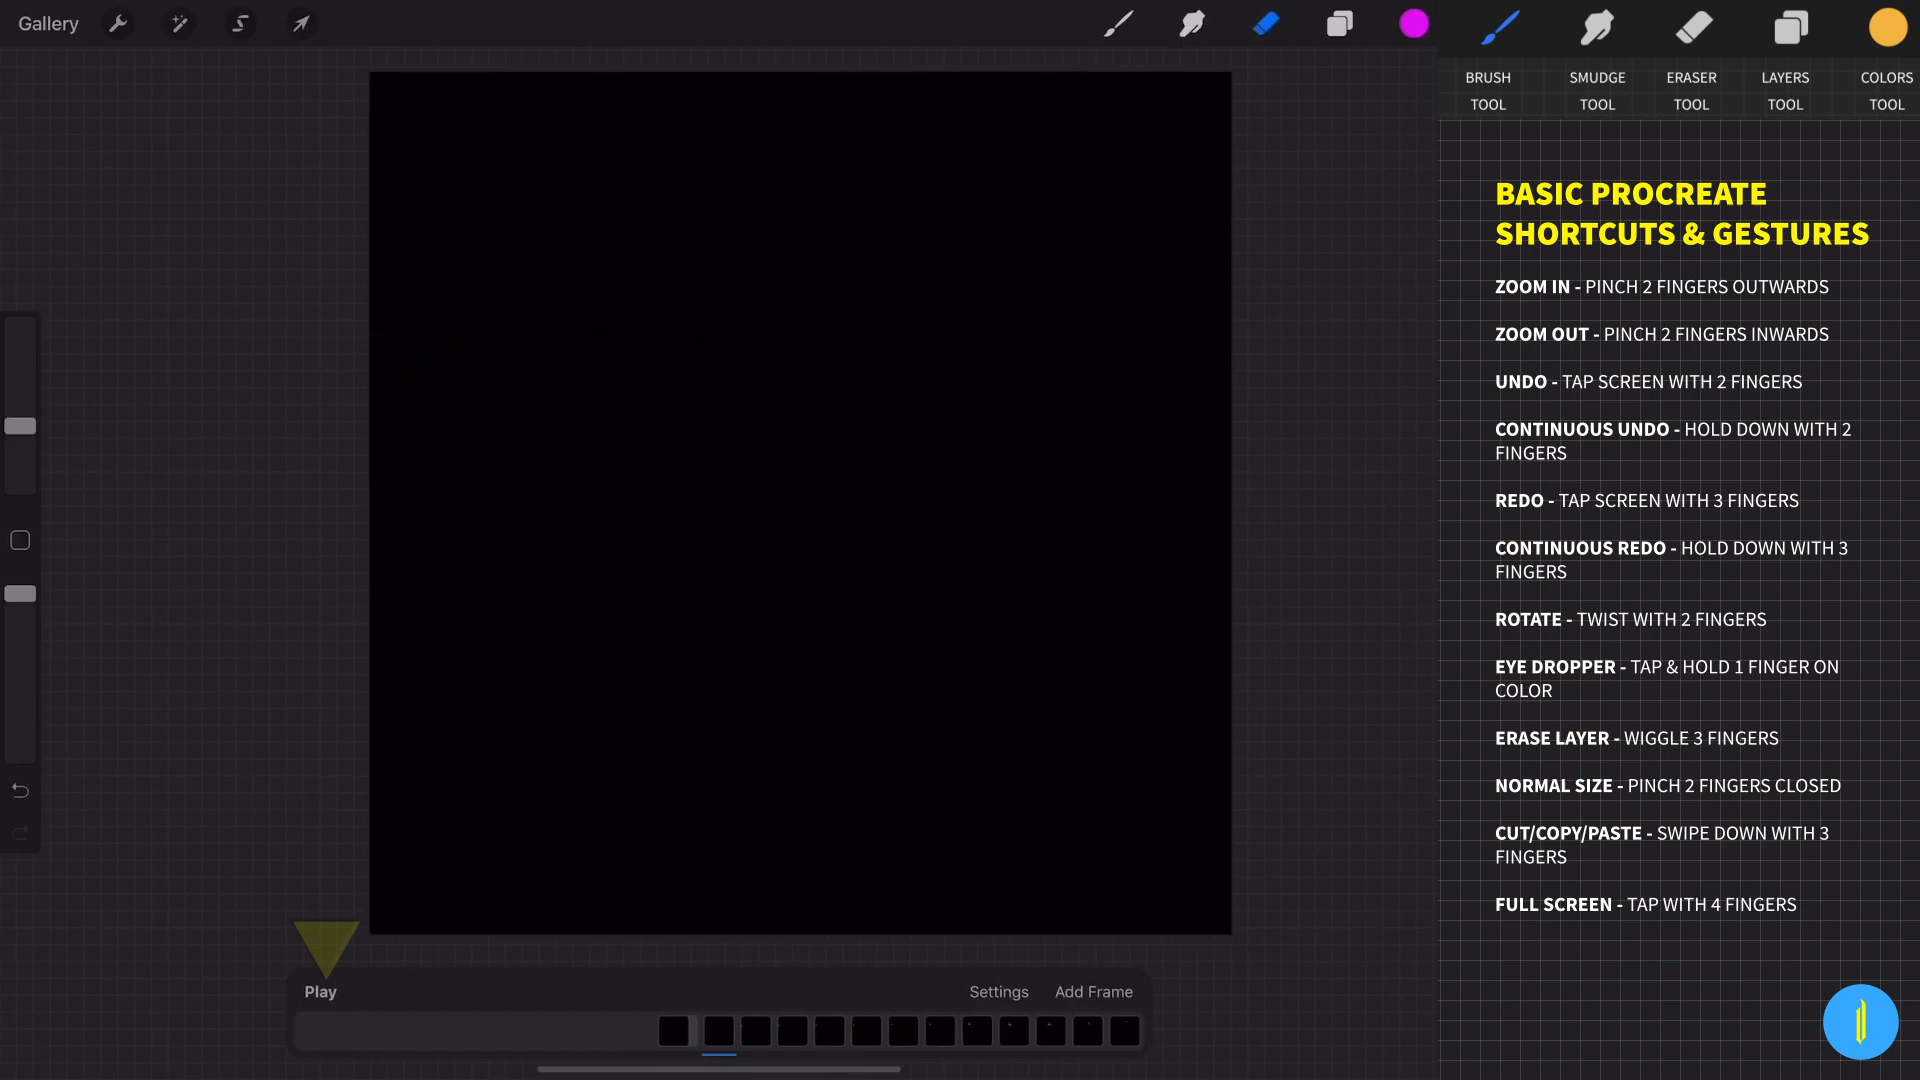 Gallery
BRUSH
TOOL
SMUDGE
TOOL
ERASER
TOOL
LAYERS
TOOL
COLORS
TOOL
BASIC PROCREATE
SHORTCUTS & GESTURES
ZOOM IN - PINCH 2 FINGERS OUTWARDS
ZOOM OUT - PINCH 2 FINGERS INWARDS
UNDO - TAP SCREEN WITH 2 FINGERS
CONTINUOUS UNDO - HOLD DOWN WITH 2
FINGERS
REDO - TAP SCREEN WITH 3 FINGERS
CONTINUOUS REDO - HOLD DOWN WITH 3
FINGERS
ROTATE - TWIST WITH 2 FINGERS
EYE DROPPER - TAP & HOLD 1 FINGER ON
COLOR
ERASE LAYER - WIGGLE 3 FINGERS
NORMAL SIZE - PINCH 2 FINGERS CLOSED
CUT/COPY/PASTE - SWIPE DOWN WITH 3
FINGERS
FULL SCREEN - TAP WITH 4 FINGERS
Play
Settings
Add Frame